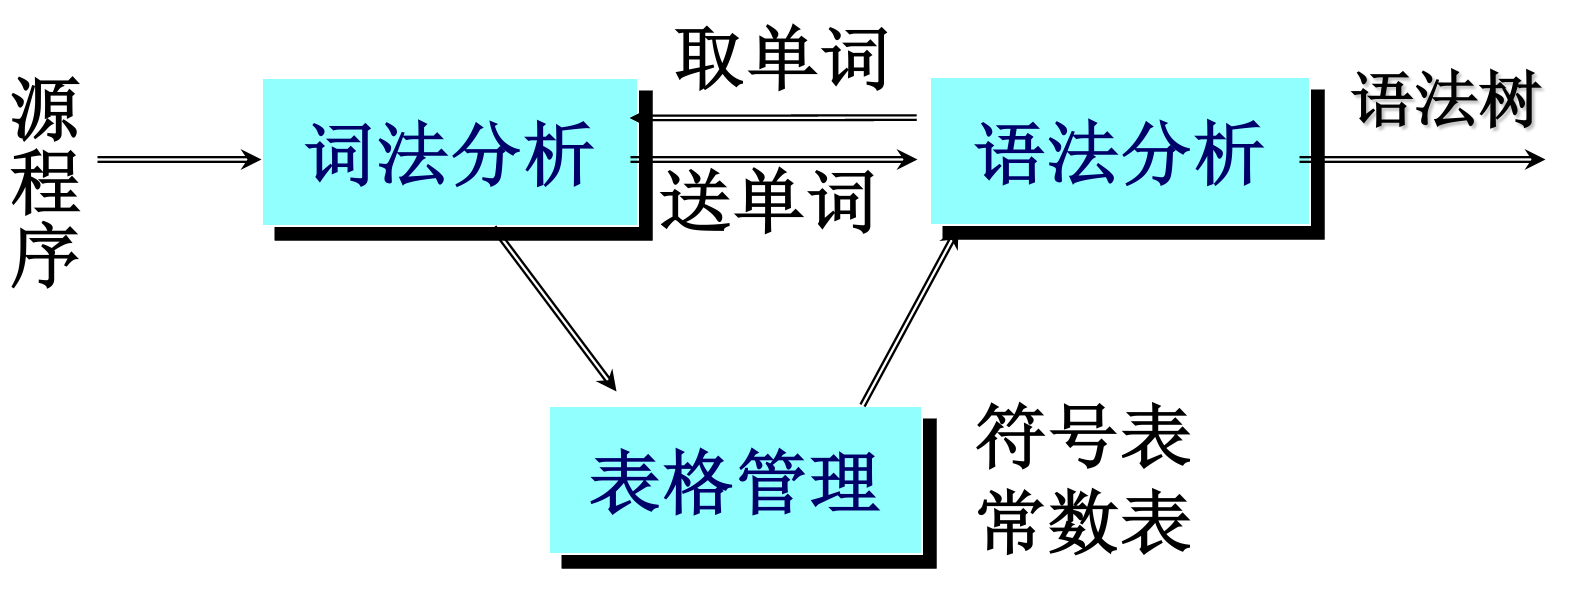 源程序
词法分析
取单词
送单词
语法分析
语法树
表格管理
符号表
常数表